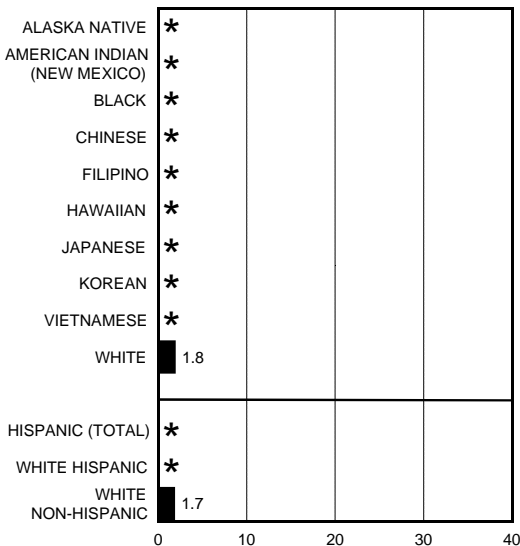 ALASKA NATIVE *
AMERICAN INDIAN
(NEW MEXICO) *
BLACK *
CHINESE *
FILIPINO *
HAWAIIAN *
JAPANESE *
KOREAN *
VIETNAMESE *
WHITE 1.8
HISPANIC (TOTAL) *
WHITE HISPANIC *
WHITE
NON-HISPANIC 1.7
0 10 20 30 40